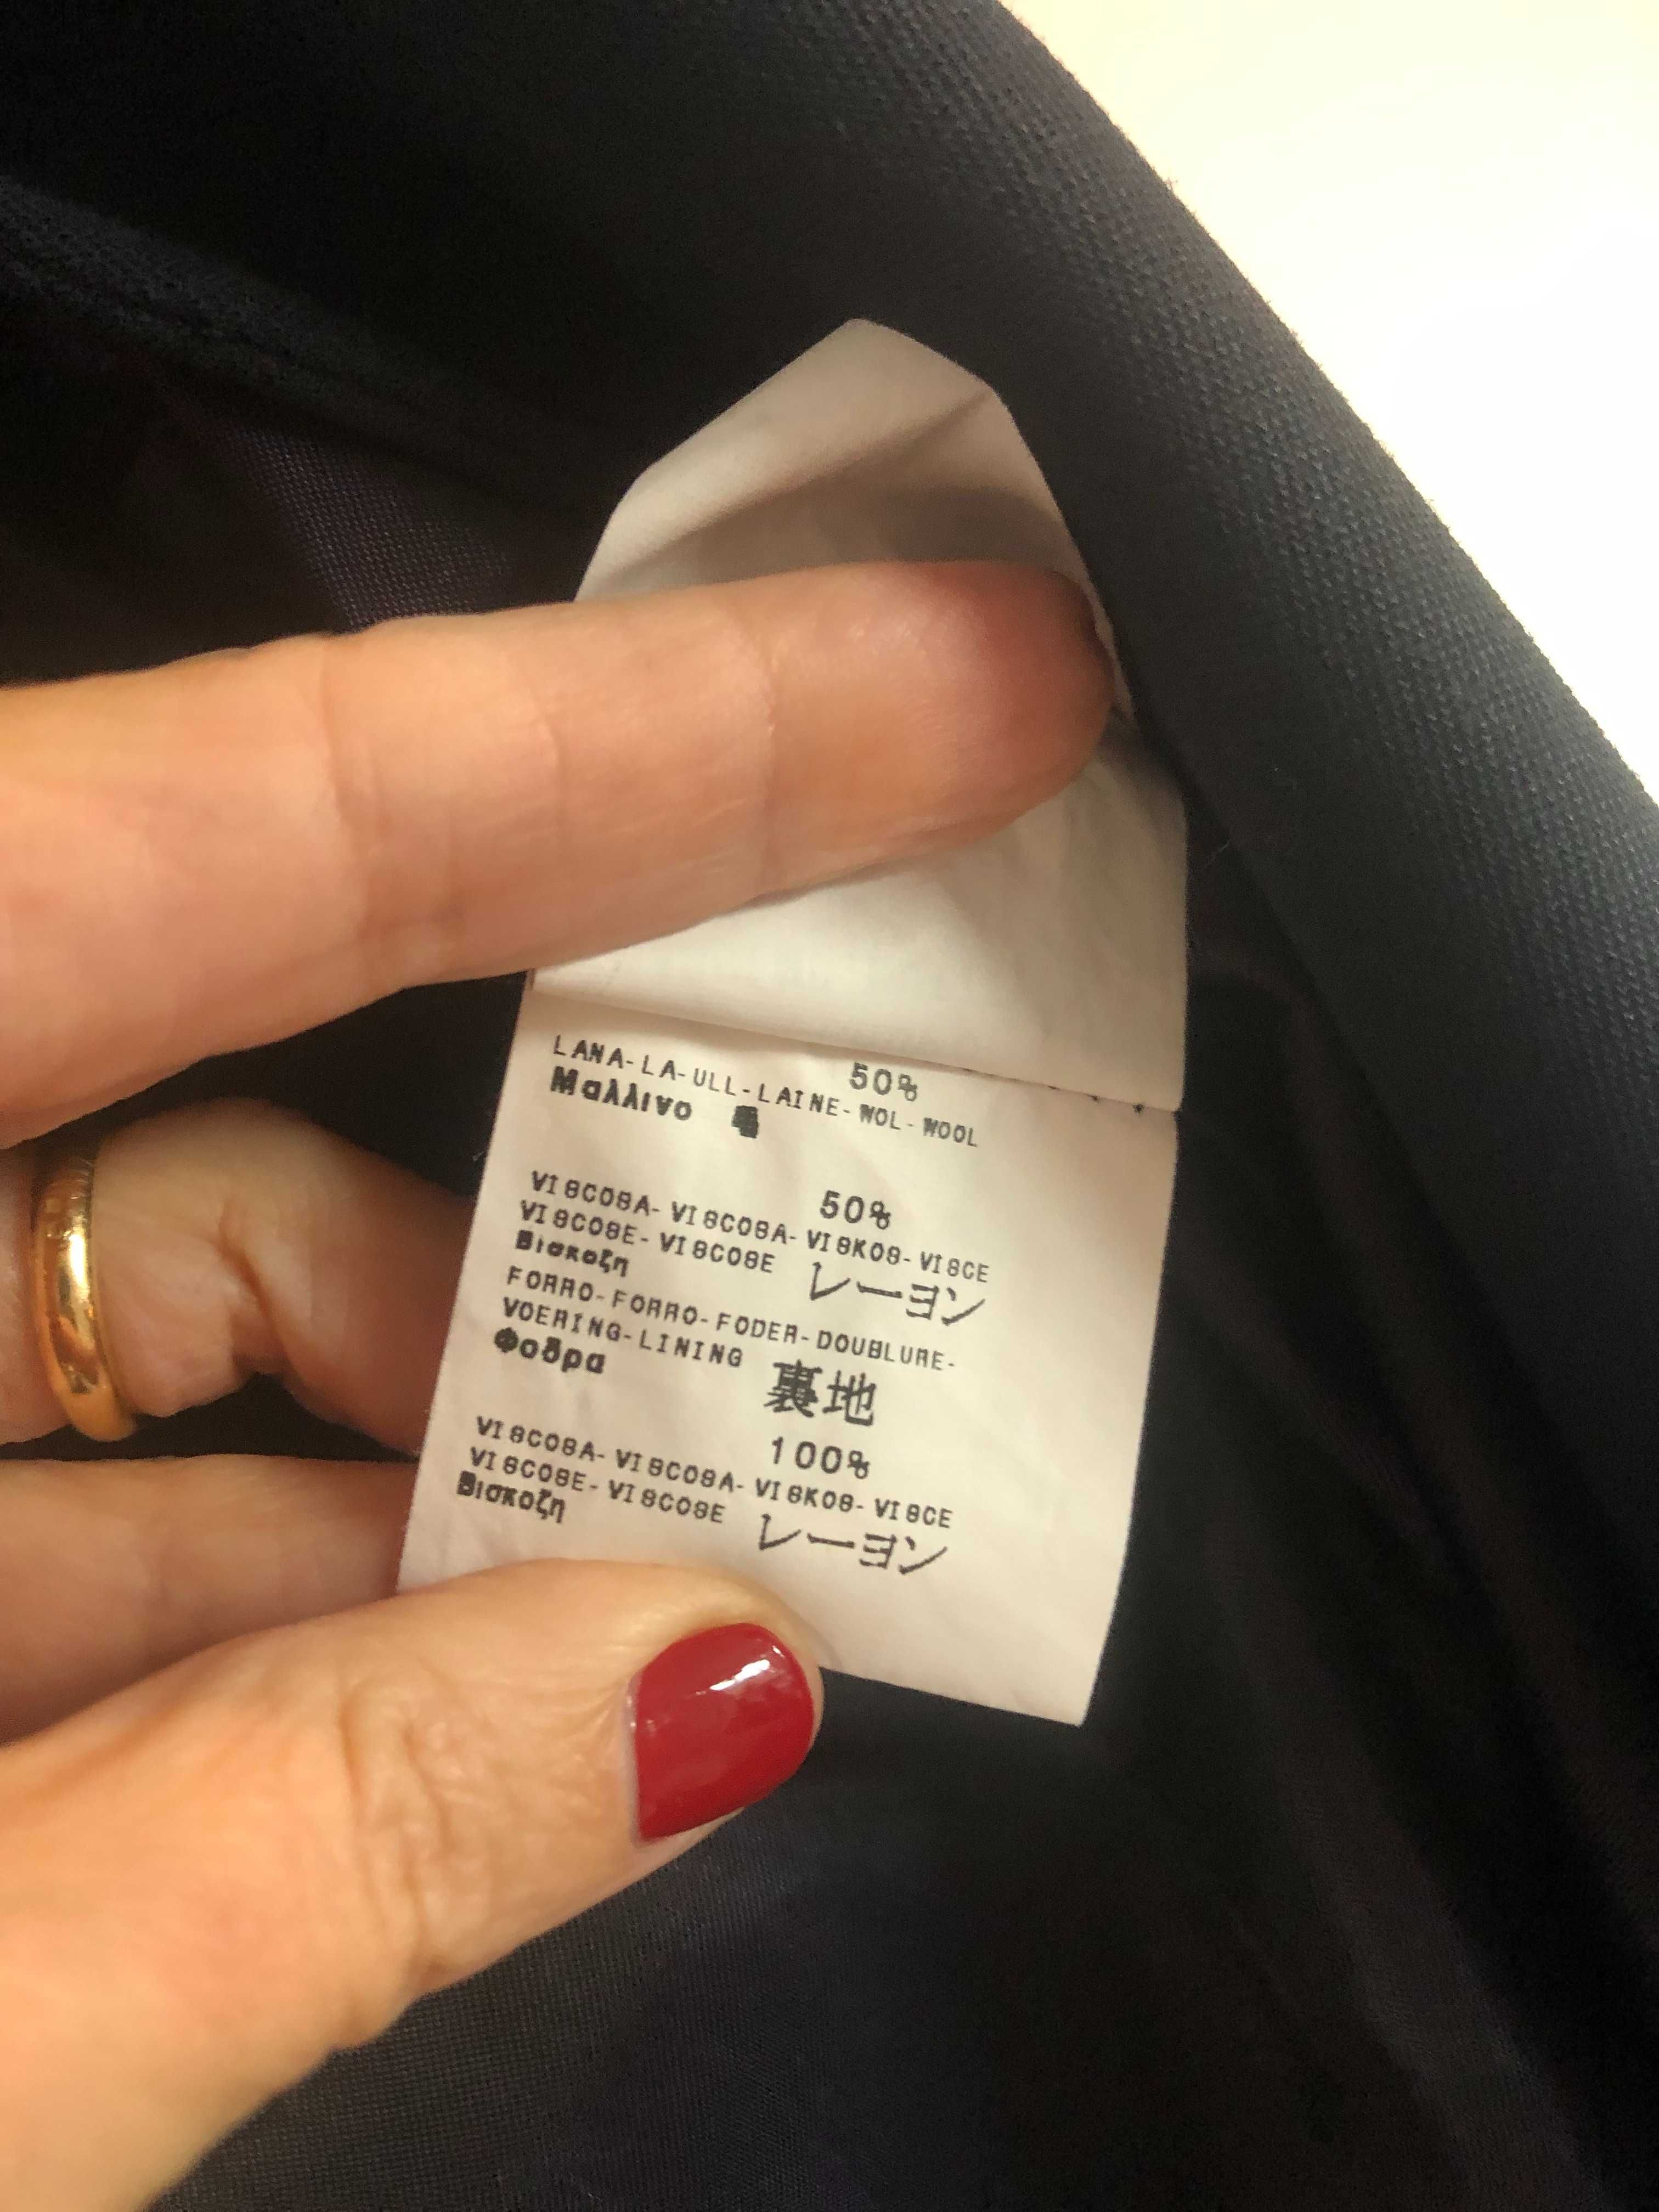 50%
LANA-LA-ULL-LAINE-WOL-WOOL
Μαλλινο
50%
VISCOSA-VISCOSA-VISKOS-VISCE
VISCOSE-VISCOSE レーヨン
Βισκοζη
FORRO-FORRO-FODER-DOUBLURE-
VOERING-LINING 裏地
Φοδρα
100%
VISCOSA-VISCOSA-VISKOS-VISCE
VISCOSE-VISCOSE レーヨン
Βισκοζη